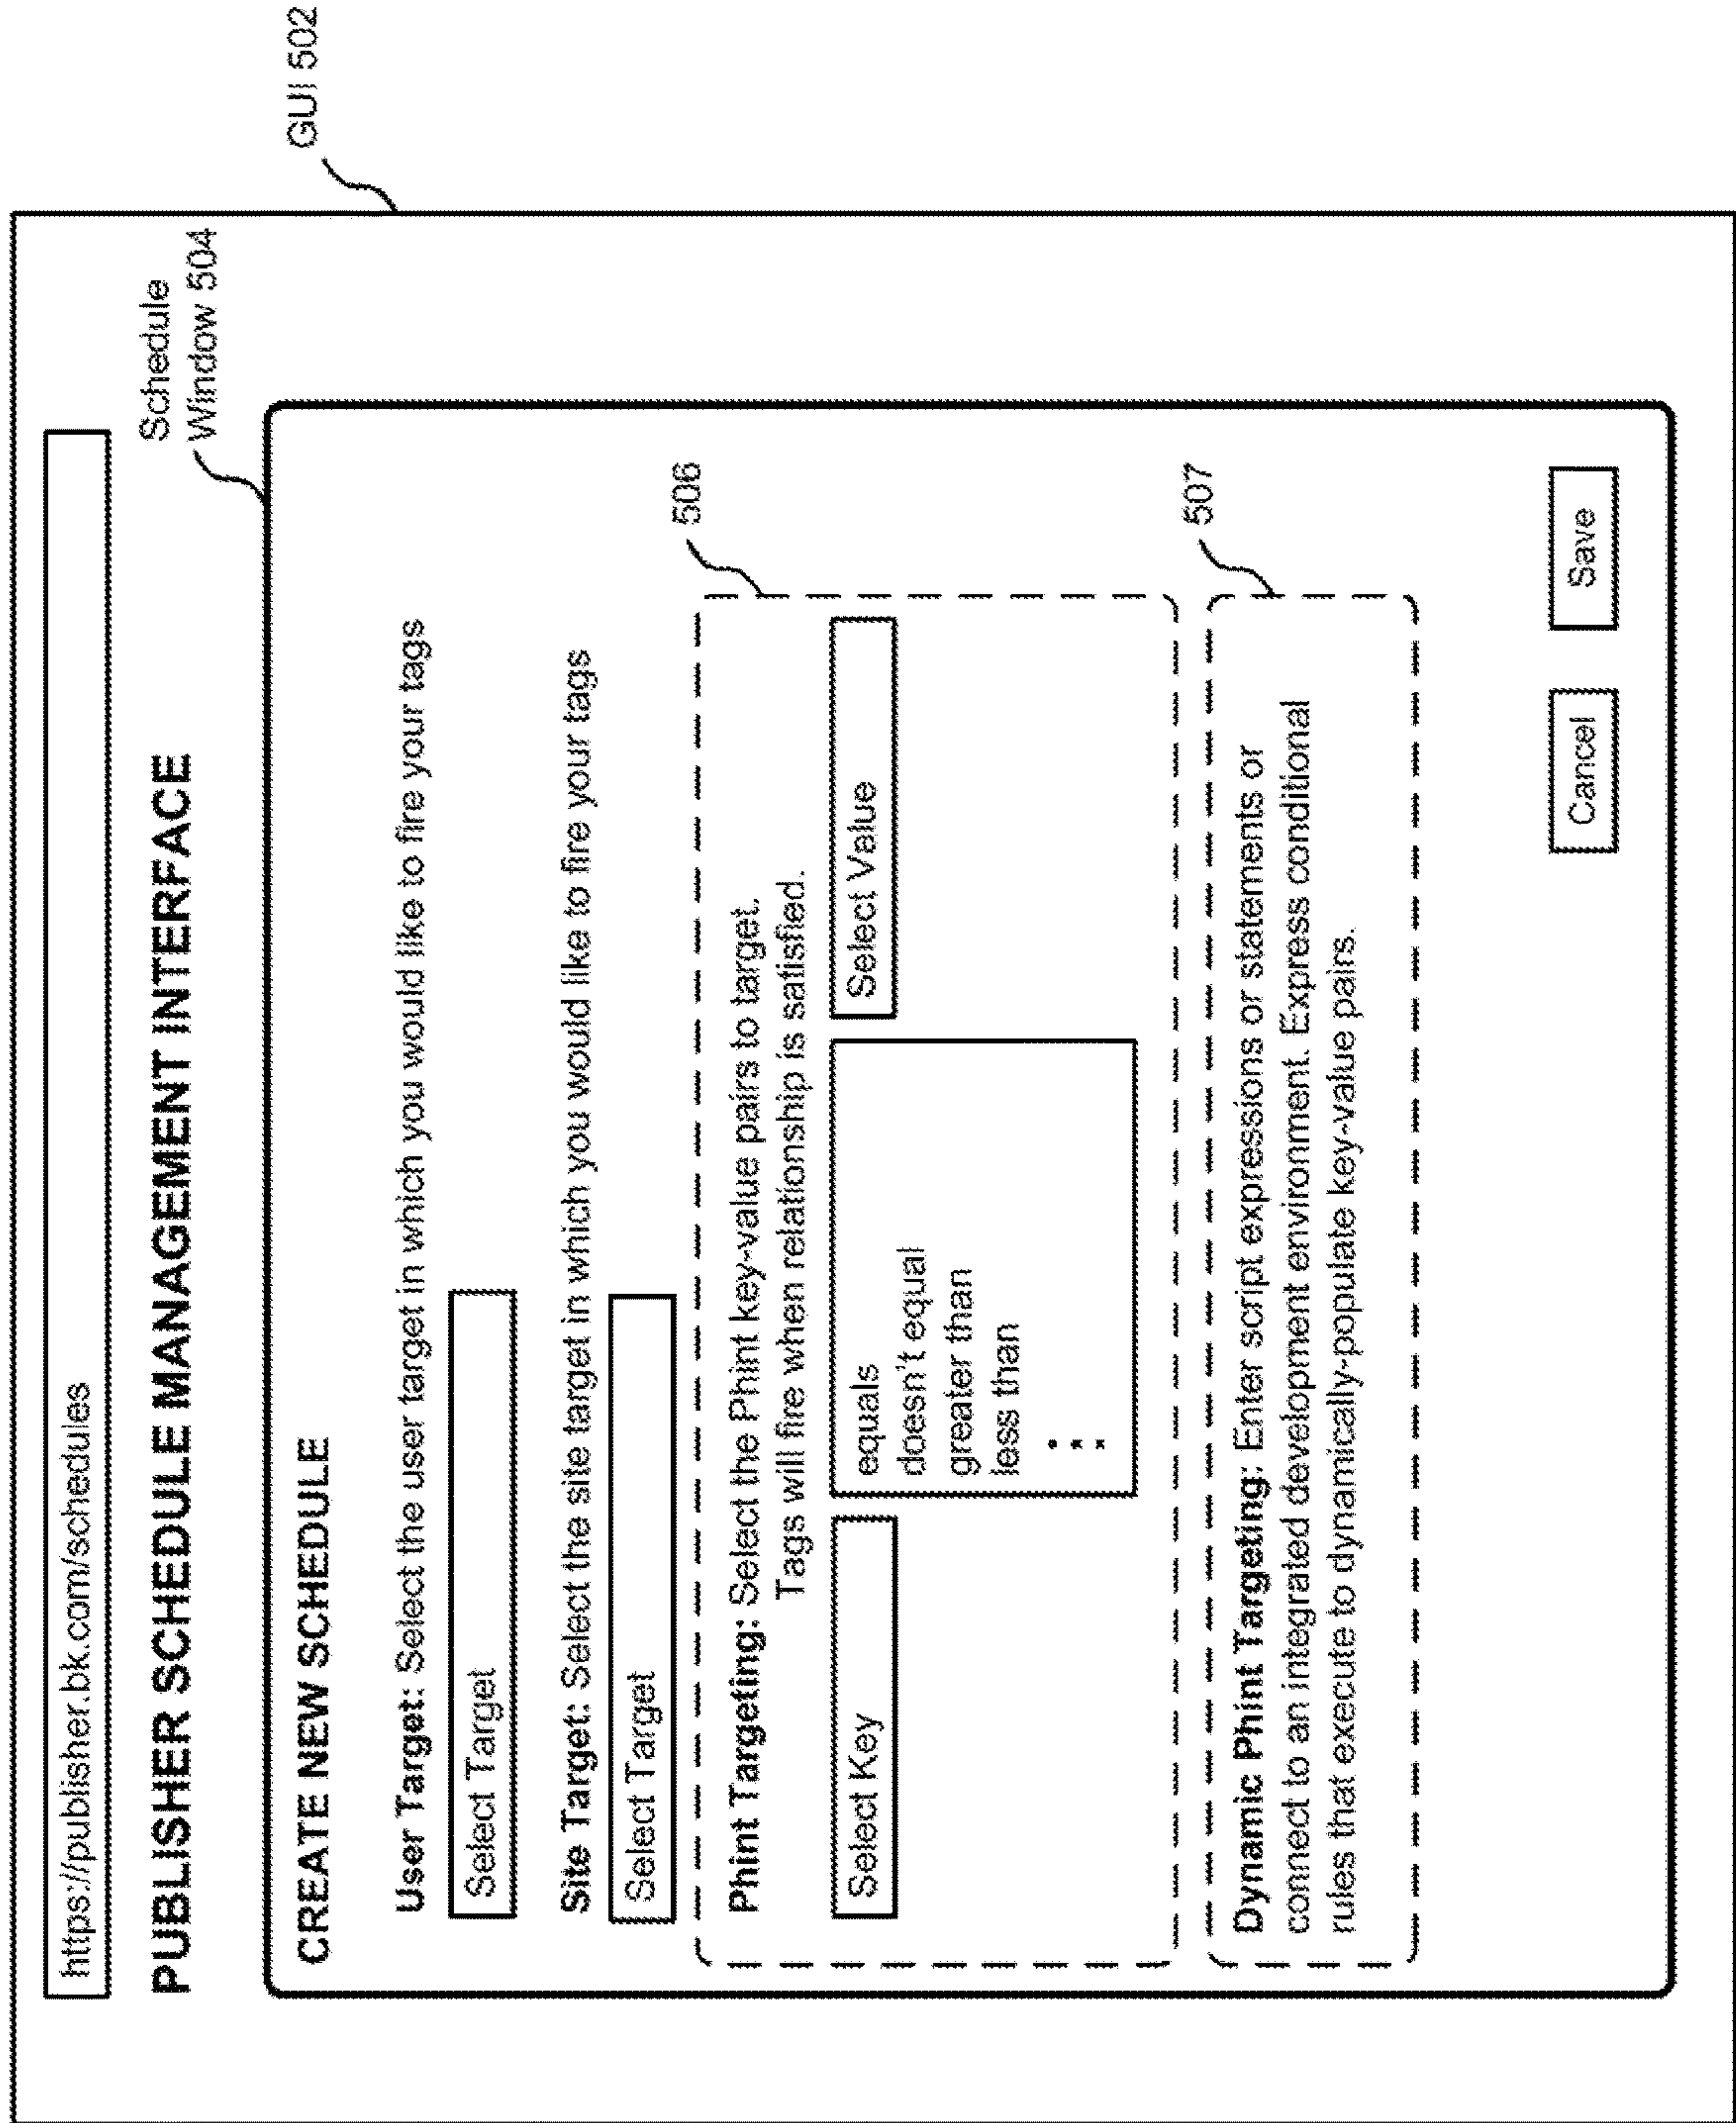 https://publisher.bk.com/schedules
PUBLISHER SCHEDULE MANAGEMENT INTERFACE
Schedule
Window 504
GUI 502
CREATE NEW SCHEDULE
User Target: Select the user target in which you would like to fire your tags
Select Target
Site Target: Select the site target in which you would like to fire your tags
Select Target
506
Phint Targeting: Select the Phint key-value pairs to target.
Tags will fire when relationship is satisfied.
Select Key
equals
doesn't equal
greater than
less than
Select Value
507
Dynamic Phint Targeting: Enter script expressions or statements or
connect to an integrated development environment. Express conditional
rules that execute to dynamically-populate key-value pairs.
Cancel
Save